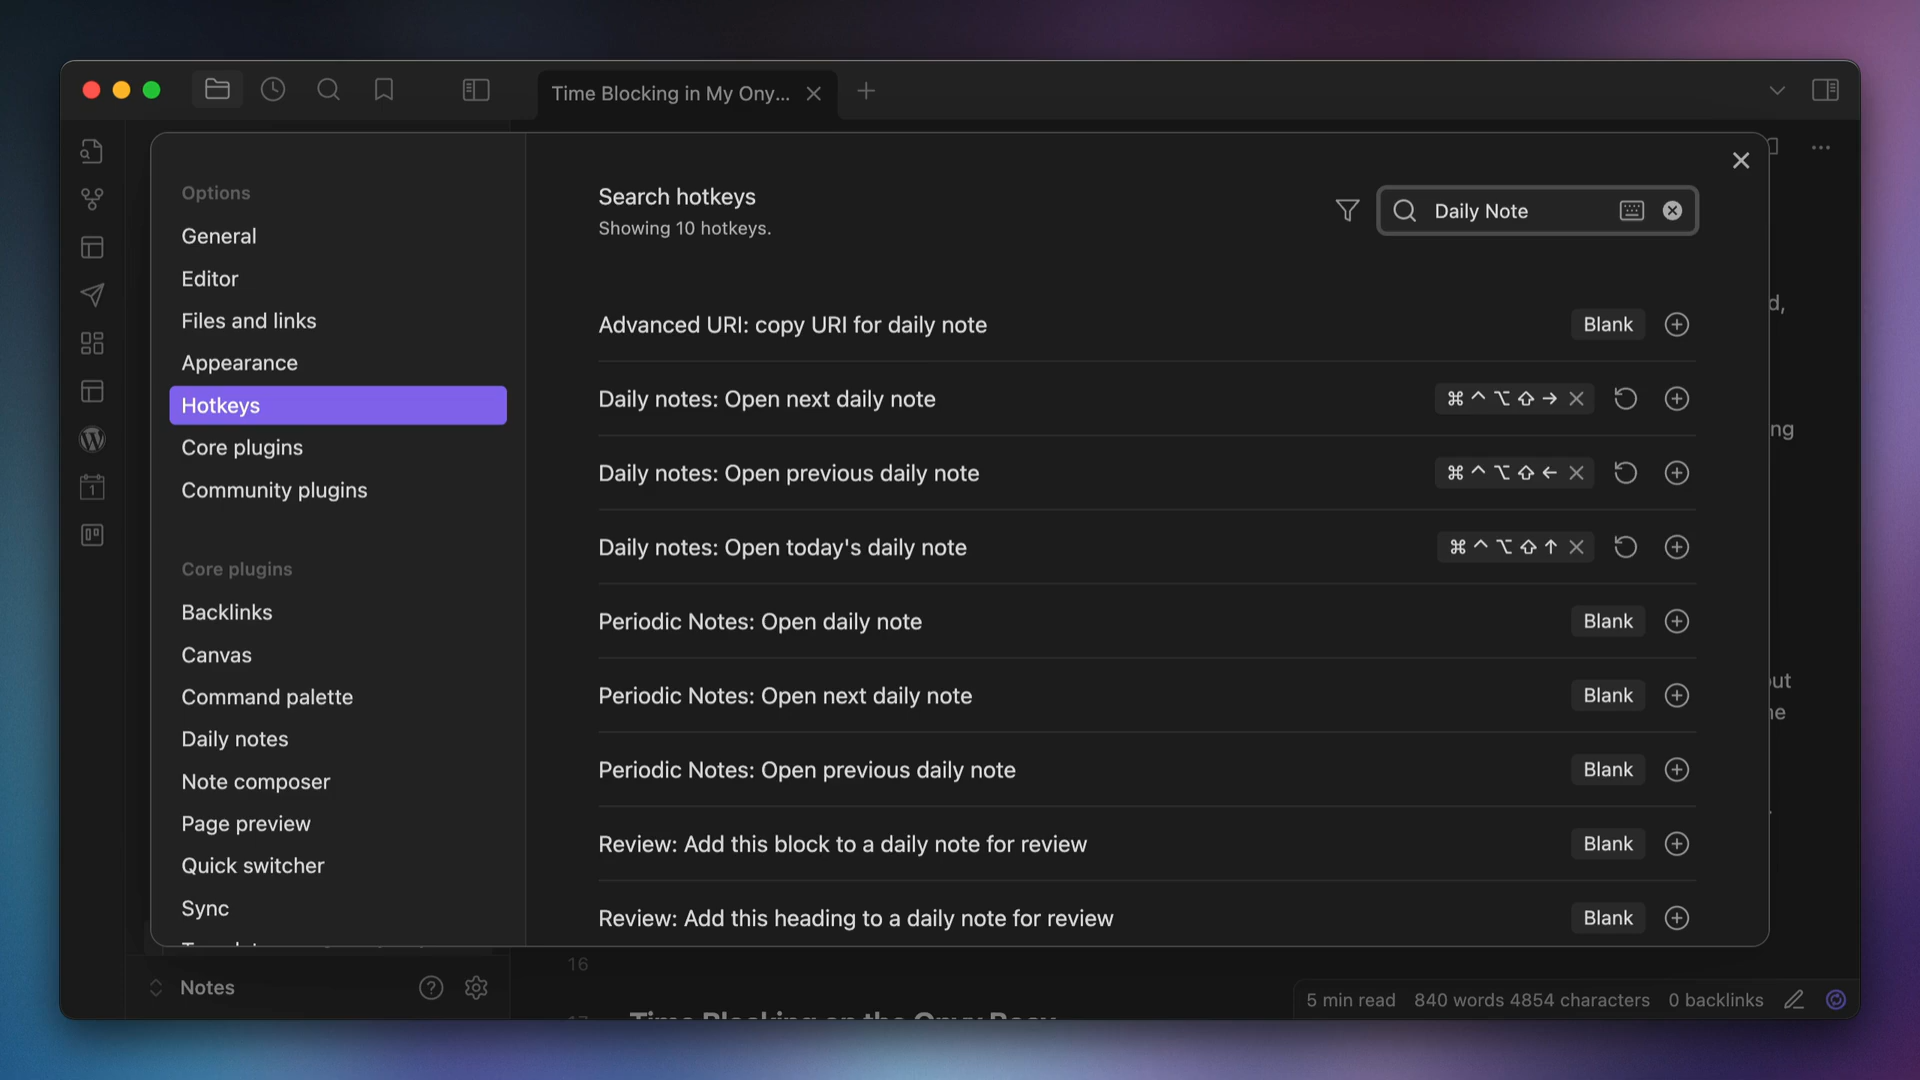 Time Blocking in My Ony...
Options
General
Editor
Files and links
Appearance
Hotkeys
Core plugins
Community plugins
Core plugins
Backlinks
Canvas
Command palette
Daily notes
Note composer
Page preview
Quick switcher
Sync
Notes
Search hotkeys
Showing 10 hotkeys.
Daily Note
Advanced URI: copy URI for daily note Blank
Daily notes: Open next daily note ⌘ ^ ⌥ ⇧ →
Daily notes: Open previous daily note ⌘ ^ ⌥ ⇧ ←
Daily notes: Open today's daily note ⌘ ^ ⌥ ⇧ ↑
Periodic Notes: Open daily note Blank
Periodic Notes: Open next daily note Blank
Periodic Notes: Open previous daily note Blank
Review: Add this block to a daily note for review Blank
Review: Add this heading to a daily note for review Blank
d,
ng
out
16
5 min read 840 words 4854 characters 0 backlinks